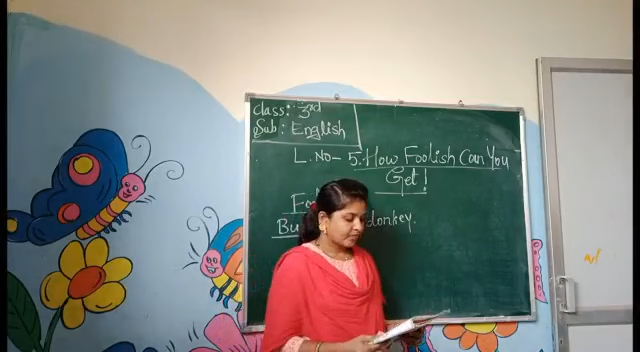 Class: 3rd
Sub: English
L. No- 5. How Foolish Can You
Get!
donkey.